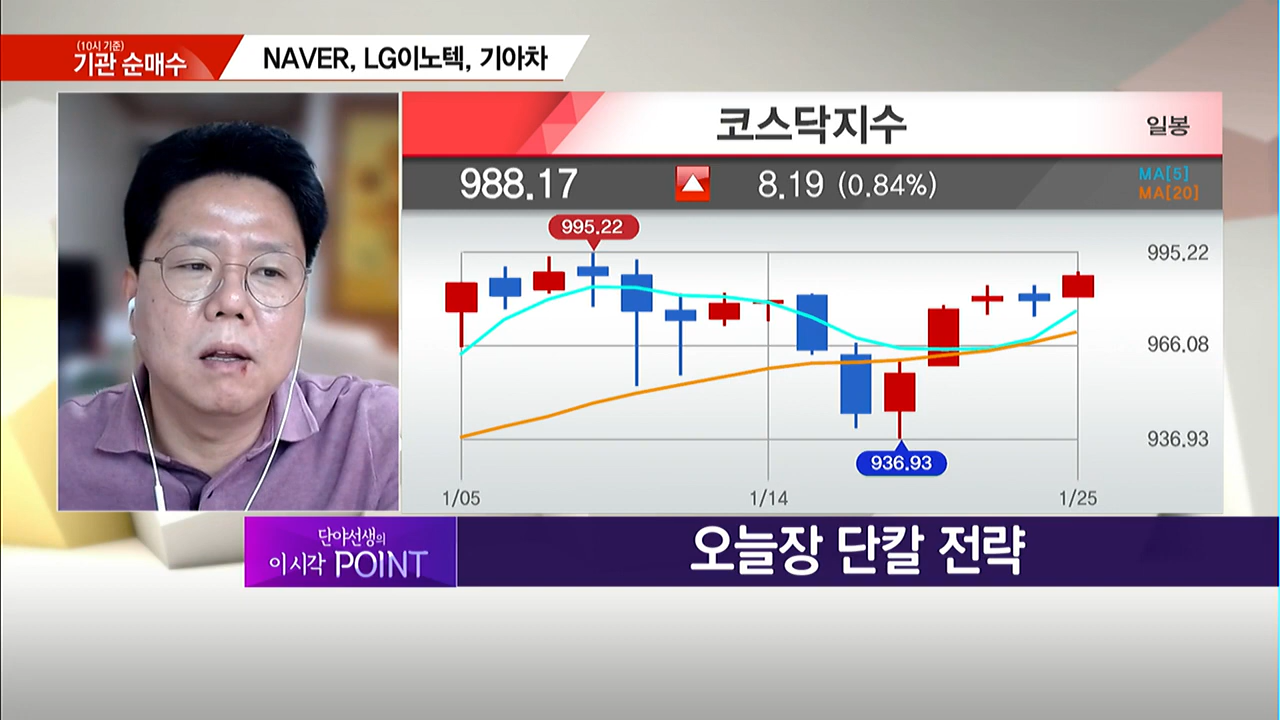 (10시 기준)
기관 순매수
NAVER, LG이노텍, 기아차
코스닥지수
일봉
988.17 ▲ 8.19 (0.84%)
MA[5]
MA[20]
995.22
995.22
966.08
936.93
936.93
1/05 1/14 1/25
단야선생의
이시각 POINT
오늘장 단칼 전략